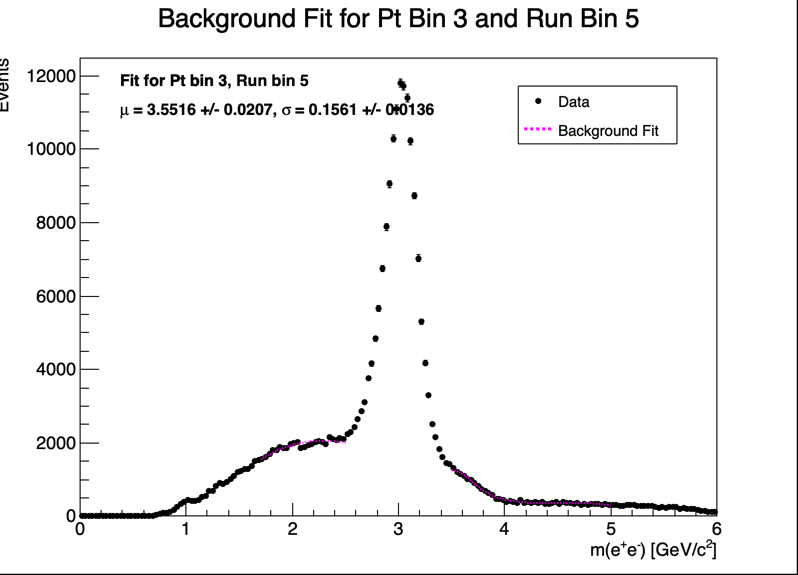 Background Fit for Pt Bin 3 and Run Bin 5
Events
12000
10000
8000
6000
4000
2000
0
Fit for Pt bin 3, Run bin 5
μ = 3.5516 +/- 0.0207, σ = 0.1561 +/- 0.0136
Data
Background Fit
0 1 2 3 4 5 6
m(e⁺e⁻) [GeV/c²]